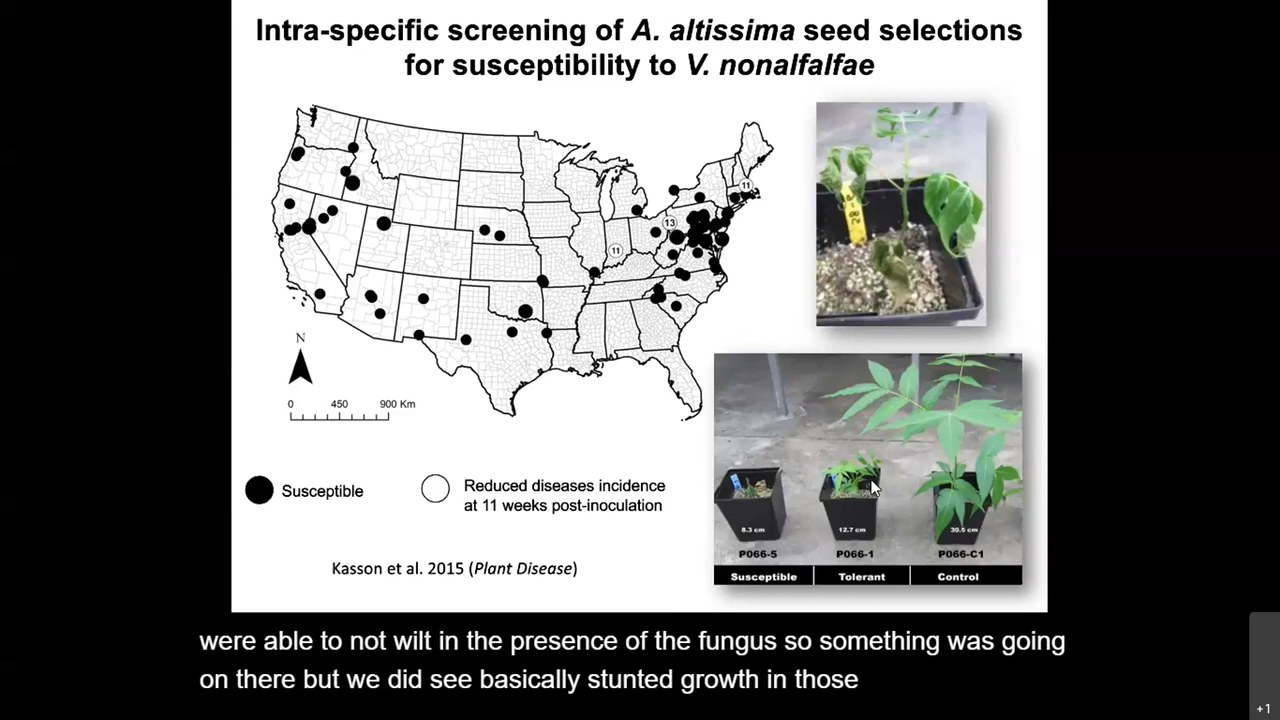 Intra-specific screening of A. altissima seed selections
for susceptibility to V. nonalfalfae
11
13
11
N
0 450 900 Km
Susceptible
Reduced diseases incidence
at 11 weeks post-inoculation
Kasson et al. 2015 (Plant Disease)
8.3 cm 12.7 cm 30.5 cm
P066-5 P066-1 P066-C1
Susceptible Tolerant Control
were able to not wilt in the presence of the fungus so something was going
on there but we did see basically stunted growth in those
+1